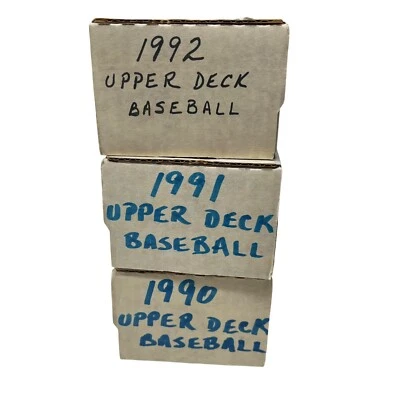 1992
UPPER DECK
BASEBALL
1991
UPPER DECK
BASEBALL
1990
UPPER DECK
BASEBALL